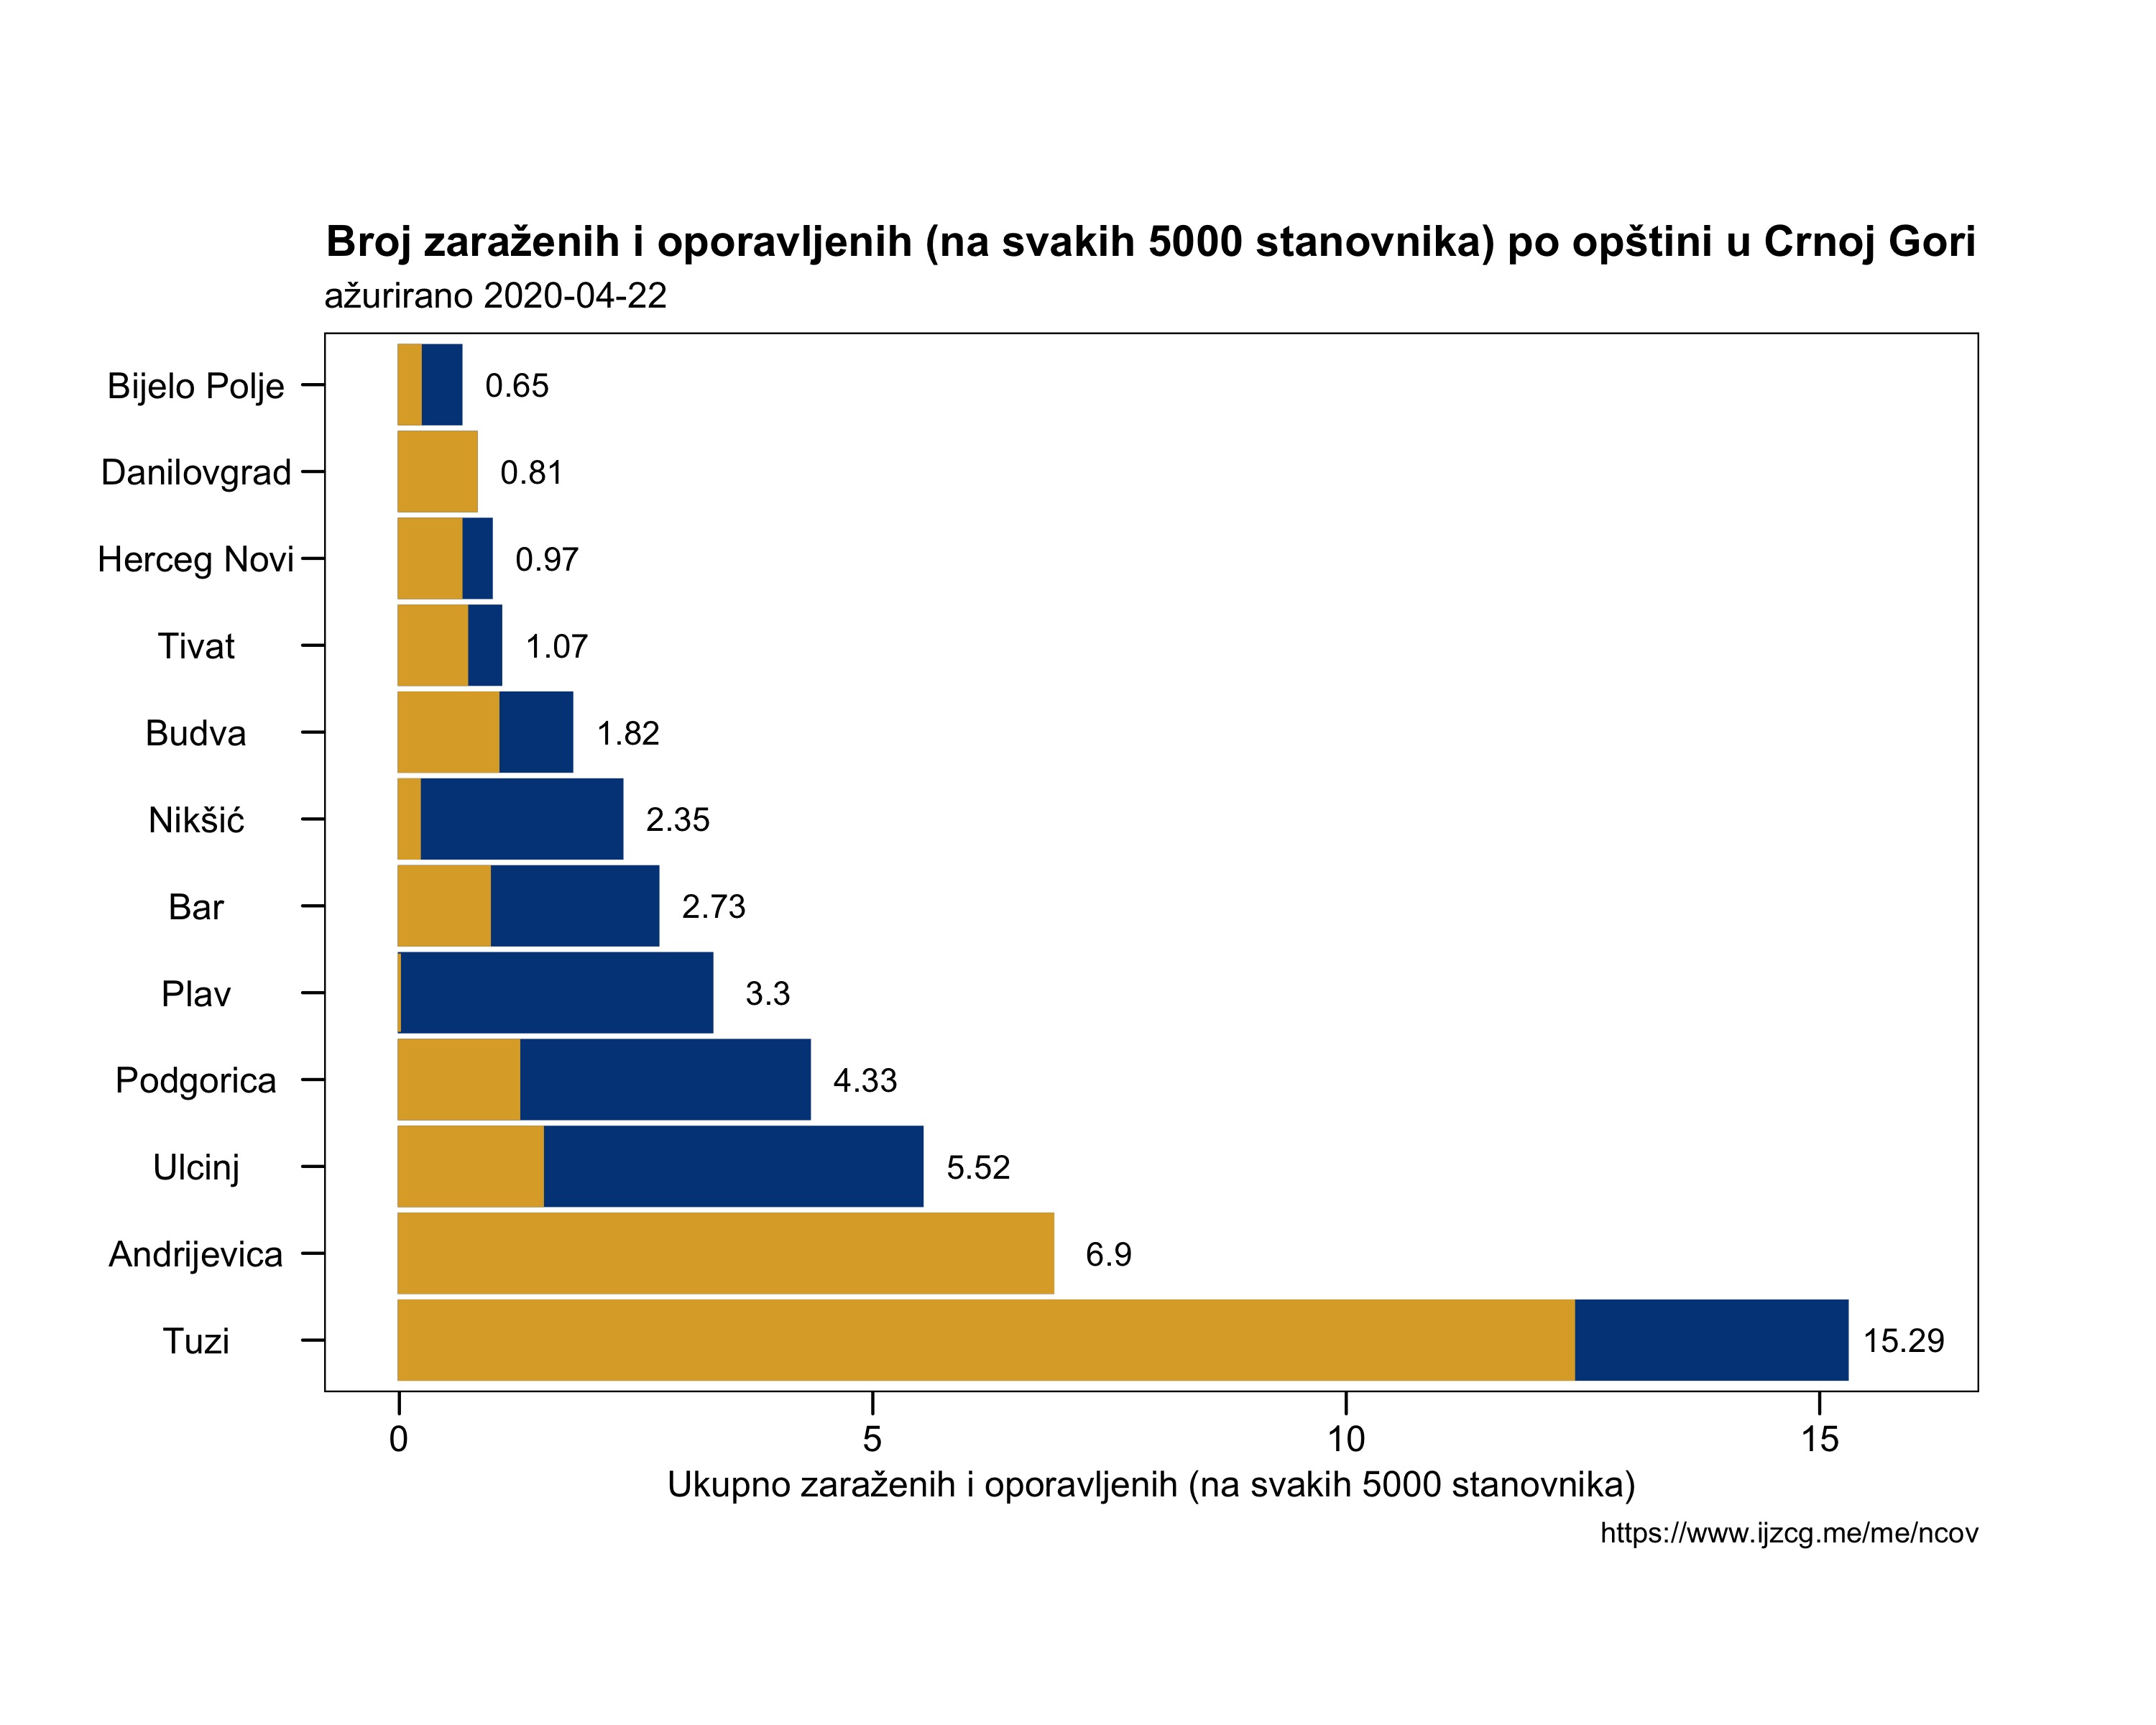 Broj zaraženih i oporavljenih (na svakih 5000 stanovnika) po opštini u Crnoj Gori
ažurirano 2020-04-22
Bijelo Polje 0.65
Danilovgrad 0.81
Herceg Novi 0.97
Tivat 1.07
Budva 1.82
Nikšić 2.35
Bar 2.73
Plav 3.3
Podgorica 4.33
Ulcinj 5.52
Andrijevica 6.9
Tuzi 15.29
0 5 10 15
Ukupno zaraženih i oporavljenih (na svakih 5000 stanovnika)
https://www.ijzcg.me/me/ncov